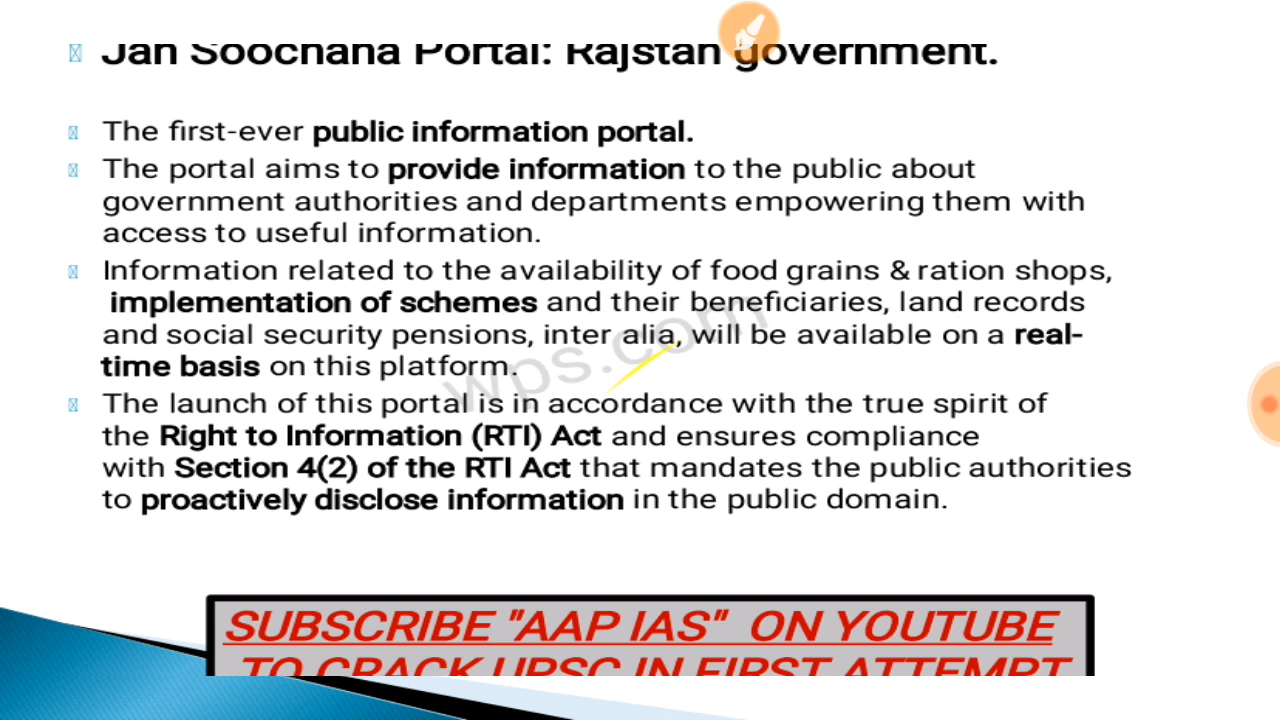 Jan Soochana Portal: Rajstan government.
The first-ever public information portal.
The portal aims to provide information to the public about
government authorities and departments empowering them with
access to useful information.
Information related to the availability of food grains & ration shops,
implementation of schemes and their beneficiaries, land records
and social security pensions, inter alia, will be available on a real-
time basis on this platform.
The launch of this portal is in accordance with the true spirit of
the Right to Information (RTI) Act and ensures compliance
with Section 4(2) of the RTI Act that mandates the public authorities
to proactively disclose information in the public domain.
wps.com
SUBSCRIBE "AAP IAS" ON YOUTUBE
TO CRACK UPSC IN FIRST ATTEMPT